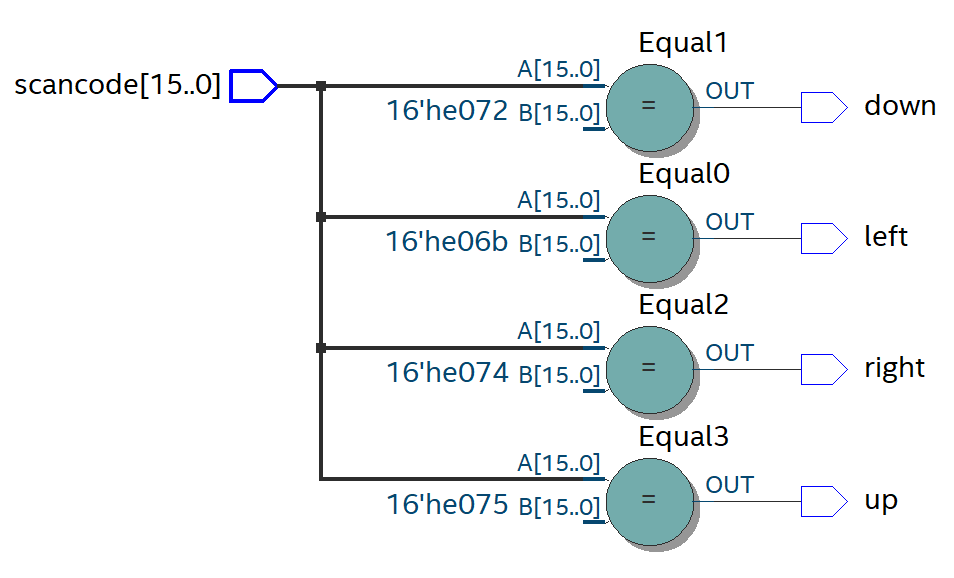 Equal1
scancode[15..0]
A[15..0]
16'he072 B[15..0]
=
OUT
down
Equal0
A[15..0]
16'he06b B[15..0]
=
OUT
left
Equal2
A[15..0]
16'he074 B[15..0]
=
OUT
right
Equal3
A[15..0]
16'he075 B[15..0]
=
OUT
up